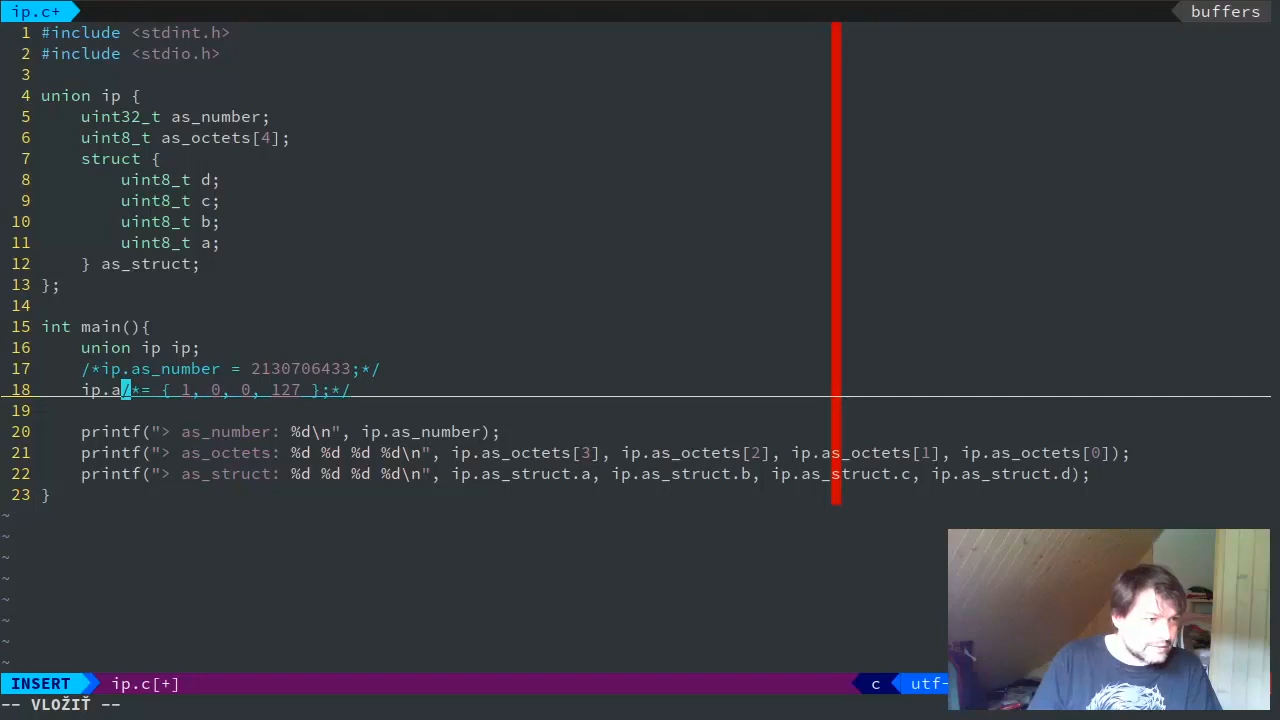 ip.c+ buffers
1 #include <stdint.h>
2 #include <stdio.h>
3
4 union ip {
5 uint32_t as_number;
6 uint8_t as_octets[4];
7 struct {
8 uint8_t d;
9 uint8_t c;
10 uint8_t b;
11 uint8_t a;
12 } as_struct;
13 };
14
15 int main(){
16 union ip ip;
17 /*ip.as_number = 2130706433;*/
18 ip.a/*= { 1, 0, 0, 127 };*/
19
20 printf("> as_number: %d\n", ip.as_number);
21 printf("> as_octets: %d %d %d %d\n", ip.as_octets[3], ip.as_octets[2], ip.as_octets[1], ip.as_octets[0]);
22 printf("> as_struct: %d %d %d %d\n", ip.as_struct.a, ip.as_struct.b, ip.as_struct.c, ip.as_struct.d);
23 }
~
~
~
~
~
~
~
~
INSERT ip.c[+] c utf-
-- VLOŽIŤ --